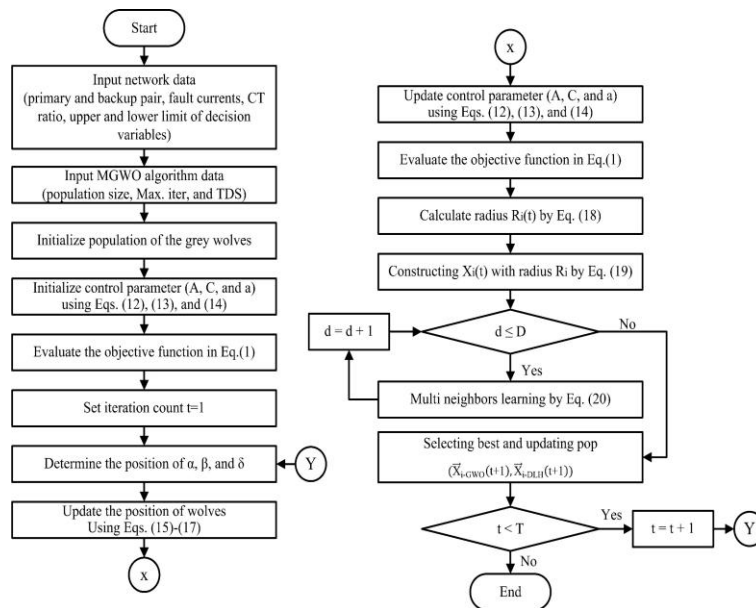 Start
Input network data
(primary and backup pair, fault currents, CT
ratio, upper and lower limit of decision
variables)
Input MGWO algorithm data
(population size, Max. iter, and TDS)
Initialize population of the grey wolves
Initialize control parameter (A, C, and a)
using Eqs. (12), (13), and (14)
Evaluate the objective function in Eq.(1)
Set iteration count t=1
Determine the position of α, β, and δ
Y
Update the position of wolves
Using Eqs. (15)-(17)
x
x
Update control parameter (A, C, and a)
using Eqs. (12), (13), and (14)
Evaluate the objective function in Eq.(1)
Calculate radius Ri(t) by Eq. (18)
Constructing Xi(t) with radius Ri by Eq. (19)
d = d + 1
d ≤ D
No
Yes
Multi neighbors learning by Eq. (20)
Selecting best and updating pop
(X⃗i-GWO(t+1), X⃗i-DLH(t+1))
t < T
Yes
t = t + 1
Y
No
End